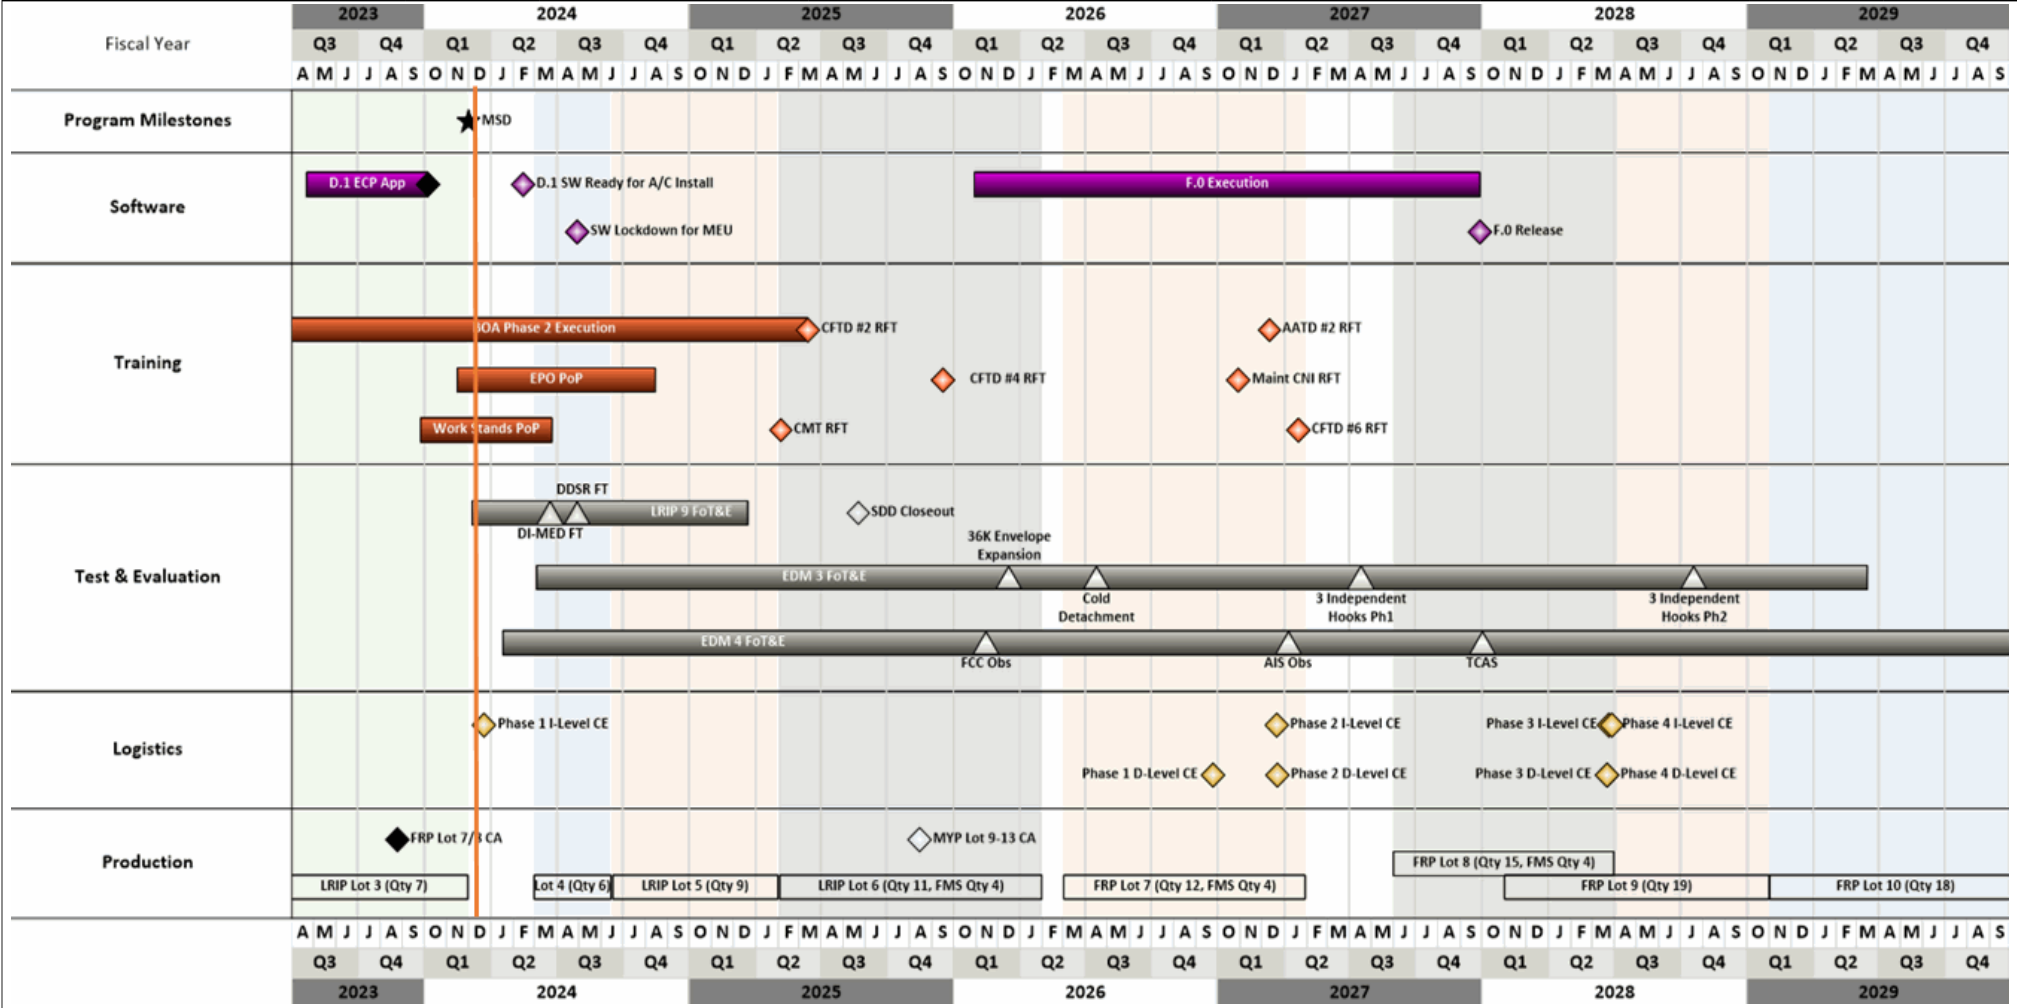 2023 2024 2025 2026 2027 2028 2029
Fiscal Year
Q3 Q4 Q1 Q2 Q3 Q4 Q1 Q2 Q3 Q4 Q1 Q2 Q3 Q4 Q1 Q2 Q3 Q4 Q1 Q2 Q3 Q4 Q1 Q2 Q3 Q4
A M J J A S O N D J F M A M J J A S O N D J F M A M J J A S O N D J F M A M J J A S O N D J F M A M J J A S O N D J F M A M J J A S O N D J F M A M J J A S
Program Milestones
MSD
Software
D.1 ECP App
D.1 SW Ready for A/C Install
F.0 Execution
SW Lockdown for MEU
F.0 Release
Training
BOA Phase 2 Execution
CFTD #2 RFT
AATD #2 RFT
EPO PoP
CFTD #4 RFT
Maint CNI RFT
Work Stands PoP
CMT RFT
CFTD #6 RFT
Test & Evaluation
DDSR FT
LRIP 9 FoT&E
SDD Closeout
DI-MED FT
36K Envelope
Expansion
EDM 3 FoT&E
Cold
Detachment
3 Independent
Hooks Ph1
3 Independent
Hooks Ph2
EDM 4 FoT&E
FCC Obs
AIS Obs
TCAS
Logistics
Phase 1 I-Level CE
Phase 2 I-Level CE
Phase 3 I-Level CE
Phase 4 I-Level CE
Phase 1 D-Level CE
Phase 2 D-Level CE
Phase 3 D-Level CE
Phase 4 D-Level CE
Production
FRP Lot 7/8 CA
MYP Lot 9-13 CA
FRP Lot 8 (Qty 15, FMS Qty 4)
LRIP Lot 3 (Qty 7)
Lot 4 (Qty 6)
LRIP Lot 5 (Qty 9)
LRIP Lot 6 (Qty 11, FMS Qty 4)
FRP Lot 7 (Qty 12, FMS Qty 4)
FRP Lot 9 (Qty 19)
FRP Lot 10 (Qty 18)
A M J J A S O N D J F M A M J J A S O N D J F M A M J J A S O N D J F M A M J J A S O N D J F M A M J J A S O N D J F M A M J J A S O N D J F M A M J J A S
Q3 Q4 Q1 Q2 Q3 Q4 Q1 Q2 Q3 Q4 Q1 Q2 Q3 Q4 Q1 Q2 Q3 Q4 Q1 Q2 Q3 Q4 Q1 Q2 Q3 Q4
2023 2024 2025 2026 2027 2028 2029